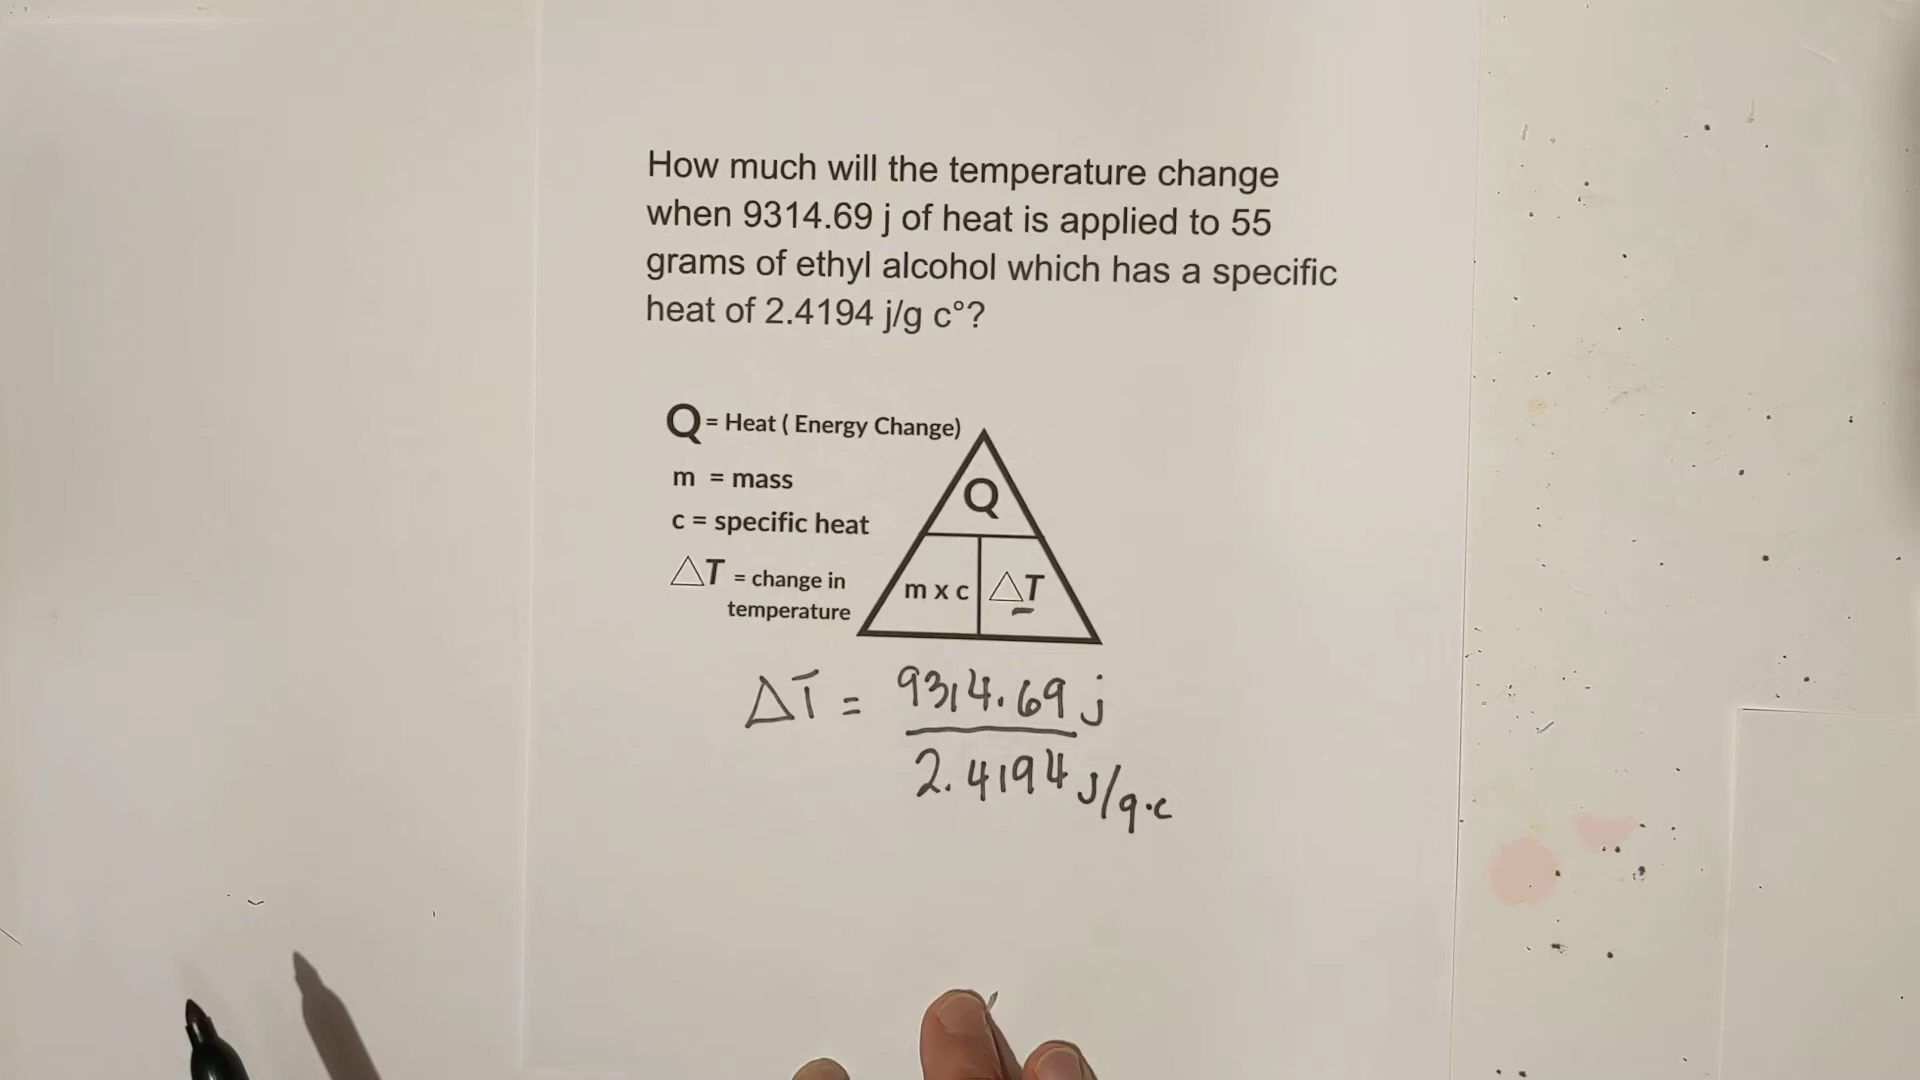 How much will the temperature change
when 9314.69 j of heat is applied to 55
grams of ethyl alcohol which has a specific
heat of 2.4194 j/g c°?
Q = Heat ( Energy Change)
m = mass
c = specific heat
△T = change in
temperature
Q
m x c △T
ΔT = 9314.69 j
2.4194 J/g·c